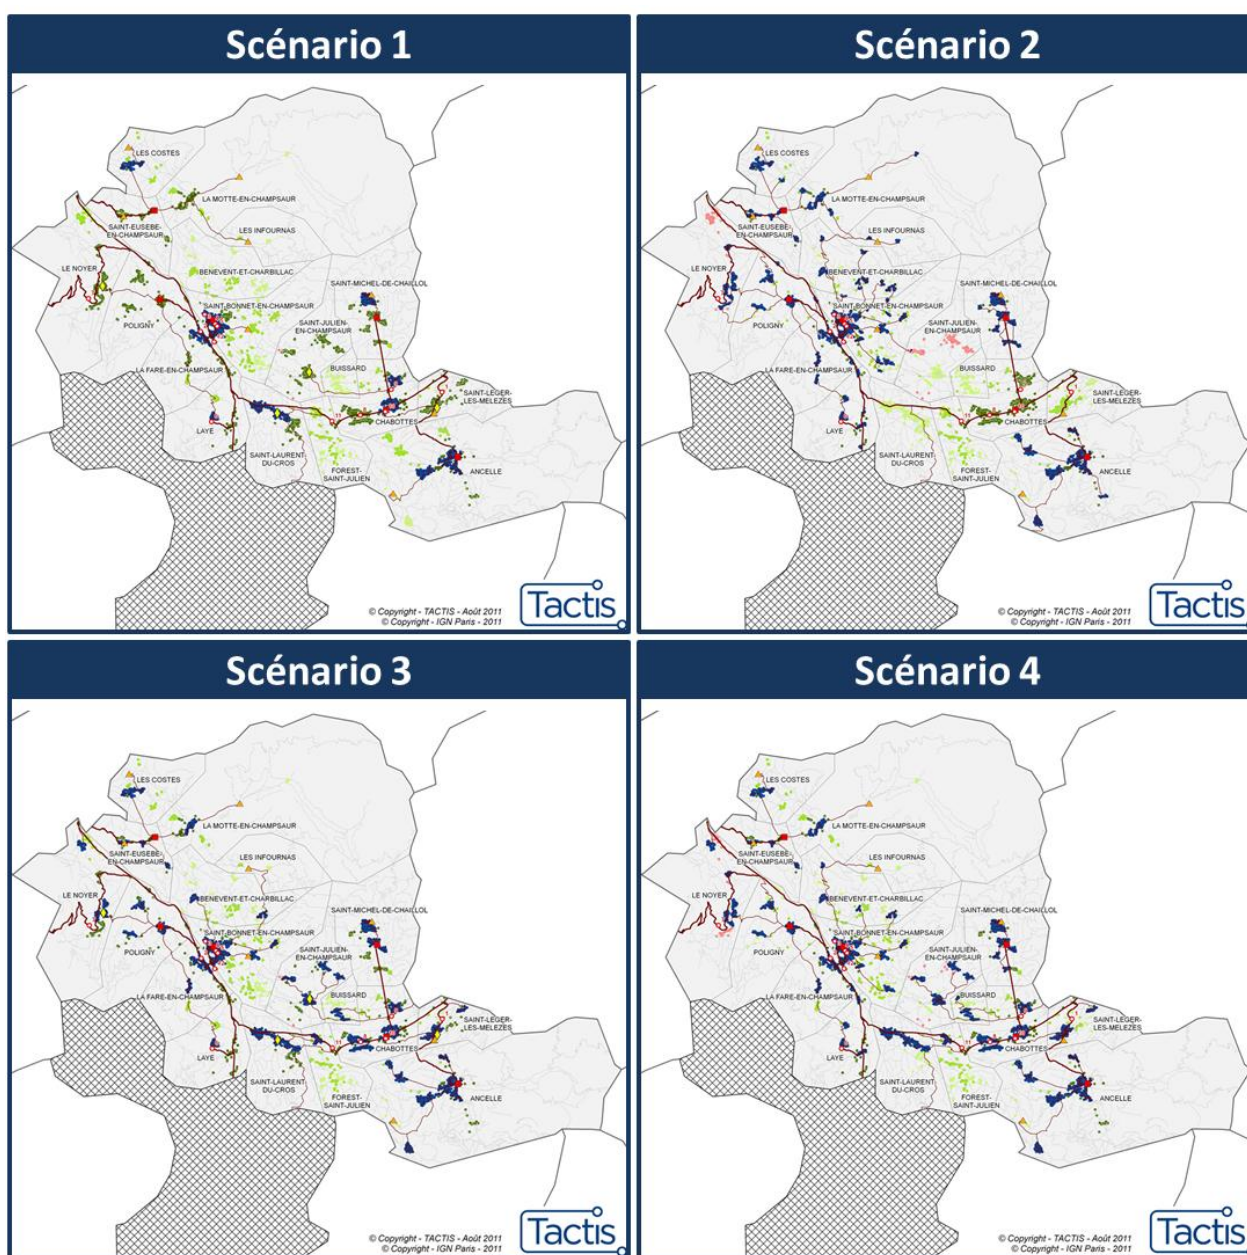 Scénario 1
LES COSTES
LA MOTTE-EN-CHAMPSAUR
SAINT-EUSEBE-
EN-CHAMPSAUR
LES INFOURNAS
LE NOYER
BENEVENT-ET-CHARBILLAC
SAINT-MICHEL-DE-CHAILLOL
SAINT-BONNET-EN-CHAMPSAUR
POLIGNY
SAINT-JULIEN-
EN-CHAMPSAUR
LA FARE-EN-CHAMPSAUR
BUISSARD
SAINT-LEGER-
LES-MELEZES
11
CHABOTTES
LAYE
SAINT-LAURENT
DU-CROS
FOREST-
SAINT-JULIEN
ANCELLE
© Copyright - TACTIS - Août 2011
© Copyright - IGN Paris - 2011
Tactis
Scénario 2
LES COSTES
LA MOTTE-EN-CHAMPSAUR
SAINT-EUSEBE-
EN-CHAMPSAUR
LES INFOURNAS
LE NOYER
BENEVENT-ET-CHARBILLAC
SAINT-MICHEL-DE-CHAILLOL
SAINT-BONNET-EN-CHAMPSAUR
POLIGNY
SAINT-JULIEN-
EN-CHAMPSAUR
LA FARE-EN-CHAMPSAUR
BUISSARD
SAINT-LEGER-
LES-MELEZES
11
CHABOTTES
LAYE
SAINT-LAURENT
DU-CROS
FOREST-
SAINT-JULIEN
ANCELLE
© Copyright - TACTIS - Août 2011
© Copyright - IGN Paris - 2011
Tactis
Scénario 3
LES COSTES
LA MOTTE-EN-CHAMPSAUR
SAINT-EUSEBE-
EN-CHAMPSAUR
LES INFOURNAS
LE NOYER
BENEVENT-ET-CHARBILLAC
SAINT-MICHEL-DE-CHAILLOL
SAINT-BONNET-EN-CHAMPSAUR
POLIGNY
SAINT-JULIEN-
EN-CHAMPSAUR
LA FARE-EN-CHAMPSAUR
BUISSARD
SAINT-LEGER-
LES-MELEZES
11
CHABOTTES
LAYE
SAINT-LAURENT
DU-CROS
FOREST-
SAINT-JULIEN
ANCELLE
© Copyright - TACTIS - Août 2011
© Copyright - IGN Paris - 2011
Tactis
Scénario 4
LES COSTES
LA MOTTE-EN-CHAMPSAUR
SAINT-EUSEBE-
EN-CHAMPSAUR
LES INFOURNAS
LE NOYER
BENEVENT-ET-CHARBILLAC
SAINT-MICHEL-DE-CHAILLOL
SAINT-BONNET-EN-CHAMPSAUR
POLIGNY
SAINT-JULIEN-
EN-CHAMPSAUR
LA FARE-EN-CHAMPSAUR
BUISSARD
SAINT-LEGER-
LES-MELEZES
11
CHABOTTES
LAYE
SAINT-LAURENT
DU-CROS
FOREST-
SAINT-JULIEN
ANCELLE
© Copyright - TACTIS - Août 2011
© Copyright - IGN Paris - 2011
Tactis